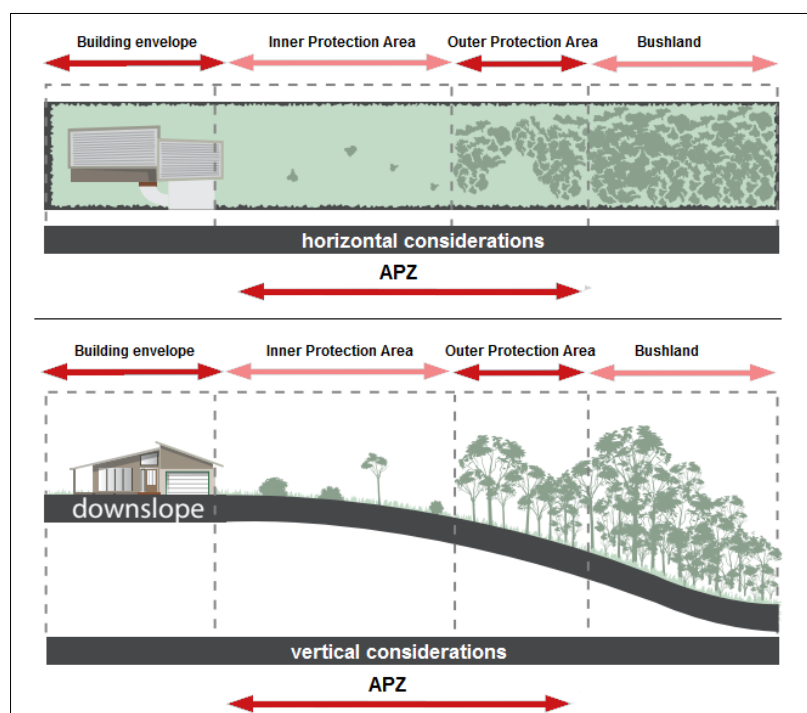 Building envelope Inner Protection Area Outer Protection Area Bushland
horizontal considerations
APZ
Building envelope Inner Protection Area Outer Protection Area Bushland
downslope
vertical considerations
APZ